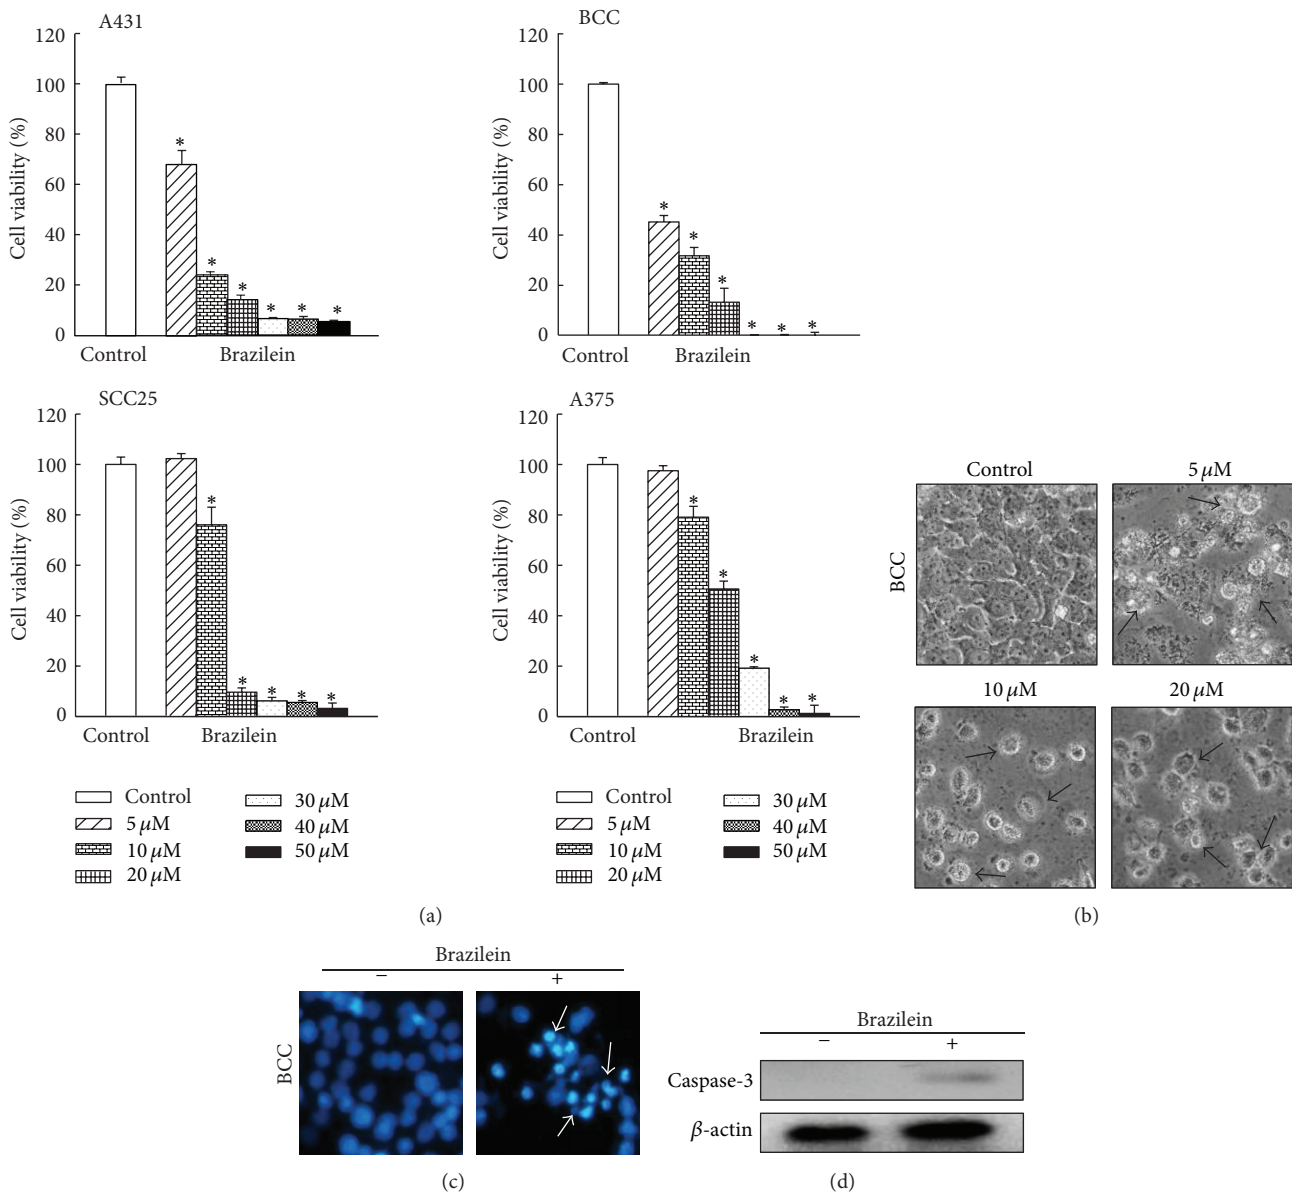 A431
120
100
80
60
40
20
0
Cell viability (%)
*
*
*
*
*
*
Control Brazilein
BCC
120
100
80
60
40
20
0
Cell viability (%)
*
*
*
*
*
*
Control Brazilein
SCC25
120
100
80
60
40
20
0
Cell viability (%)
*
*
*
*
*
Control Brazilein
A375
120
100
80
60
40
20
0
Cell viability (%)
*
*
*
*
*
Control Brazilein
Control
5 μM
10 μM
20 μM
30 μM
40 μM
50 μM
Control
5 μM
10 μM
20 μM
30 μM
40 μM
50 μM
(a)
Control 5 μM
BCC
10 μM 20 μM
(b)
Brazilein
− +
BCC
(c)
Brazilein
− +
Caspase-3
β-actin
(d)